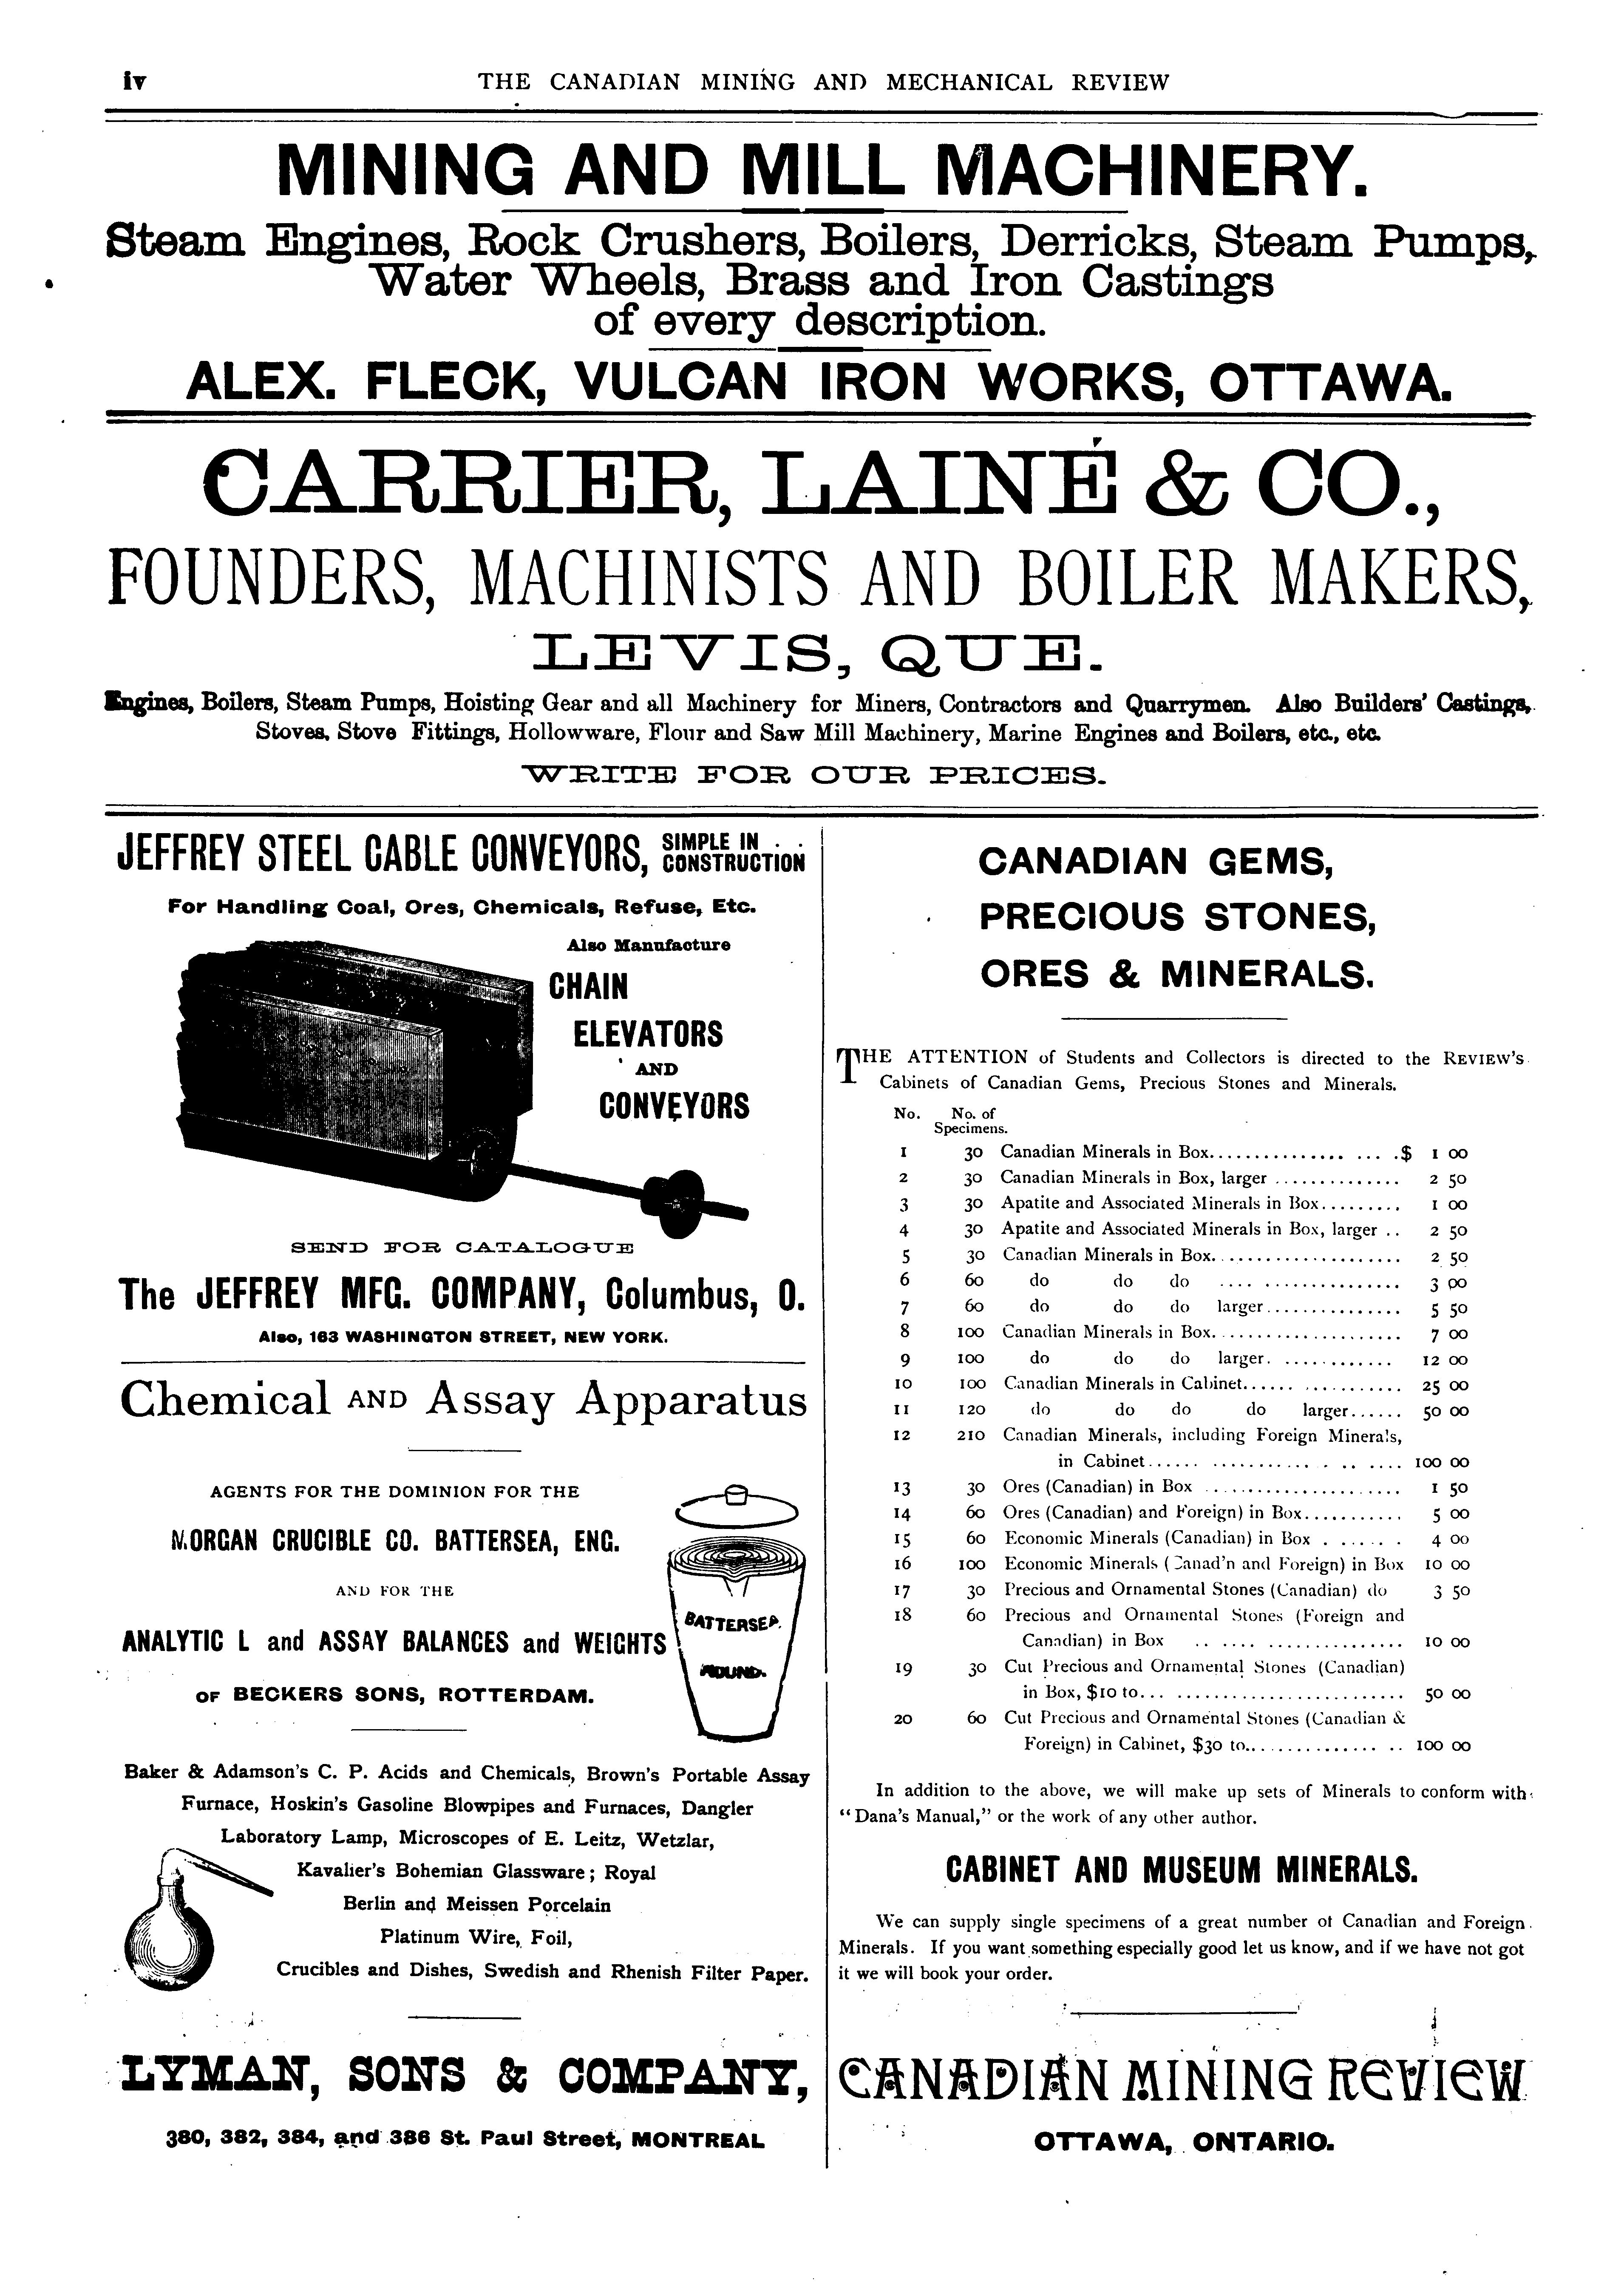 iv
THE CANADIAN MINING AND MECHANICAL REVIEW
MINING AND MILL MACHINERY.
Steam Engines, Rock Crushers, Boilers, Derricks, Steam Pumps,
Water Wheels, Brass and Iron Castings
of every description.
ALEX. FLECK, VULCAN IRON WORKS, OTTAWA.
CARRIER, LAINÉ & CO.,
FOUNDERS, MACHINISTS AND BOILER MAKERS,
LEVIS, QUE.
Engines, Boilers, Steam Pumps, Hoisting Gear and all Machinery for Miners, Contractors and Quarrymen. Also Builders' Castings,
Stoves, Stove Fittings, Hollowware, Flour and Saw Mill Machinery, Marine Engines and Boilers, etc., etc.
WRITE FOR OUR PRICES.
JEFFREY STEEL CABLE CONVEYORS, SIMPLE IN . .
CONSTRUCTION
For Handling Coal, Ores, Chemicals, Refuse, Etc.
Also Manufacture
CHAIN
ELEVATORS
AND
CONVEYORS
SEND FOR CATALOGUE
The JEFFREY MFG. COMPANY, Columbus, O.
Also, 163 WASHINGTON STREET, NEW YORK.
Chemical AND Assay Apparatus
AGENTS FOR THE DOMINION FOR THE
MORGAN CRUCIBLE CO. BATTERSEA, ENG.
AND FOR THE
ANALYTIC L and ASSAY BALANCES and WEIGHTS
OF BECKERS SONS, ROTTERDAM.
BATTERSEA
ROUND.
Baker & Adamson's C. P. Acids and Chemicals, Brown's Portable Assay
Furnace, Hoskin's Gasoline Blowpipes and Furnaces, Dangler
Laboratory Lamp, Microscopes of E. Leitz, Wetzlar,
Kavalier's Bohemian Glassware; Royal
Berlin and Meissen Porcelain
Platinum Wire, Foil,
Crucibles and Dishes, Swedish and Rhenish Filter Paper.
LYMAN, SONS & COMPANY,
380, 382, 384, and 386 St. Paul Street, MONTREAL
CANADIAN GEMS,
PRECIOUS STONES,
ORES & MINERALS.
THE ATTENTION of Students and Collectors is directed to the REVIEW'S
Cabinets of Canadian Gems, Precious Stones and Minerals.
No. No. of
Specimens.
1 30 Canadian Minerals in Box.................... $ 1 00
2 30 Canadian Minerals in Box, larger .............. 2 50
3 30 Apatite and Associated Minerals in Box......... 1 00
4 30 Apatite and Associated Minerals in Box, larger .. 2 50
5 30 Canadian Minerals in Box.................... 2 50
6 60 do do do .................... 3 00
7 60 do do do larger............... 5 50
8 100 Canadian Minerals in Box.................... 7 00
9 100 do do do larger. ............ 12 00
10 100 Canadian Minerals in Cabinet.................. 25 00
11 120 do do do do larger...... 50 00
12 210 Canadian Minerals, including Foreign Minerals,
in Cabinet......................... 100 00
13 30 Ores (Canadian) in Box ...................... 1 50
14 60 Ores (Canadian) and Foreign) in Box........... 5 00
15 60 Economic Minerals (Canadian) in Box . ...... . 4 00
16 100 Economic Minerals (Canad'n and Foreign) in Box 10 00
17 30 Precious and Ornamental Stones (Canadian) do 3 50
18 60 Precious and Ornamental Stones (Foreign and
Canadian) in Box .. .... ............... 10 00
19 30 Cut Precious and Ornamental Stones (Canadian)
in Box, $10 to........................... 50 00
20 60 Cut Precious and Ornamental Stones (Canadian &
Foreign) in Cabinet, $30 to.................. 100 00
In addition to the above, we will make up sets of Minerals to conform with
"Dana's Manual," or the work of any other author.
CABINET AND MUSEUM MINERALS.
We can supply single specimens of a great number of Canadian and Foreign
Minerals. If you want something especially good let us know, and if we have not got
it we will book your order.
CANADIAN MINING REVIEW
OTTAWA, ONTARIO.